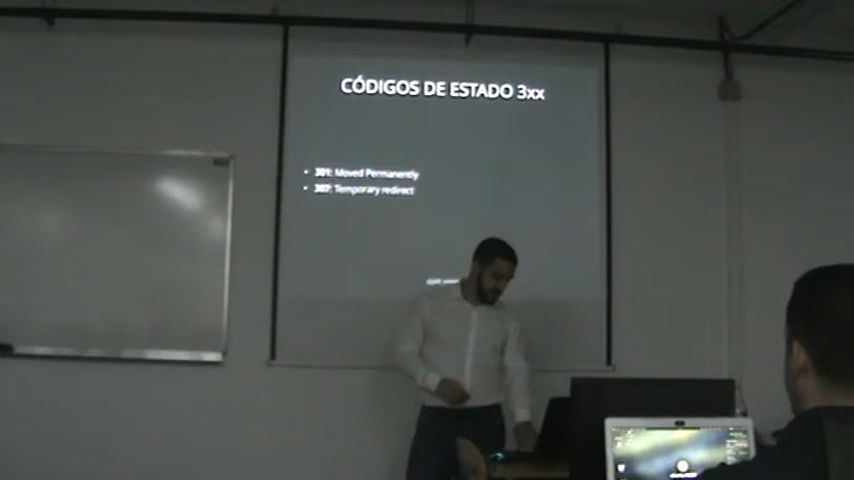 CÓDIGOS DE ESTADO 3xx
• 301: Moved Permanently
• 307: Temporary redirect